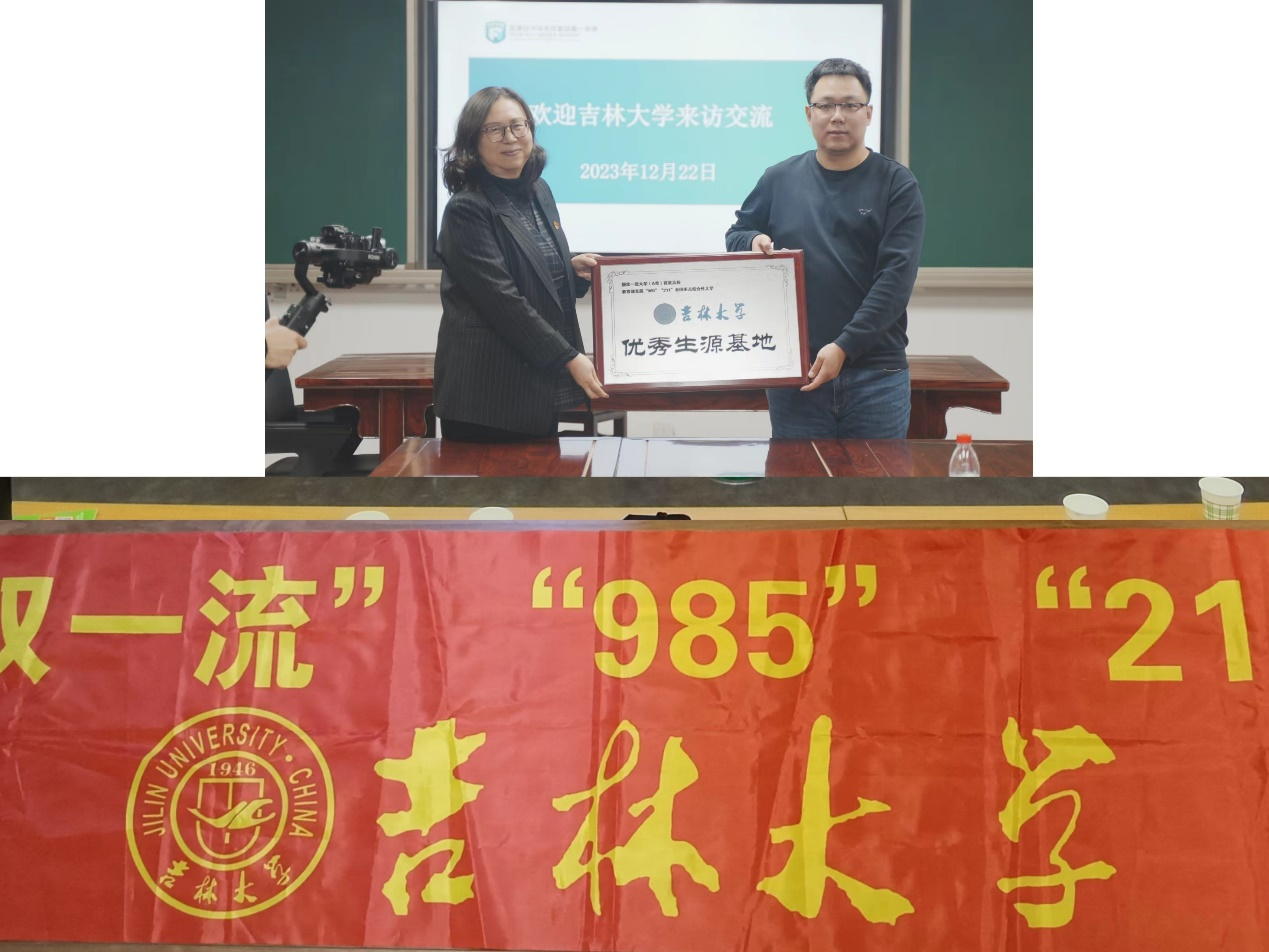 欢迎吉林大学来访交流
2023年12月22日
吉林大学
优秀生源基地
双一流” “985” “21
JILIN UNIVERSITY · CHINA
1946
吉林大学
吉林大学